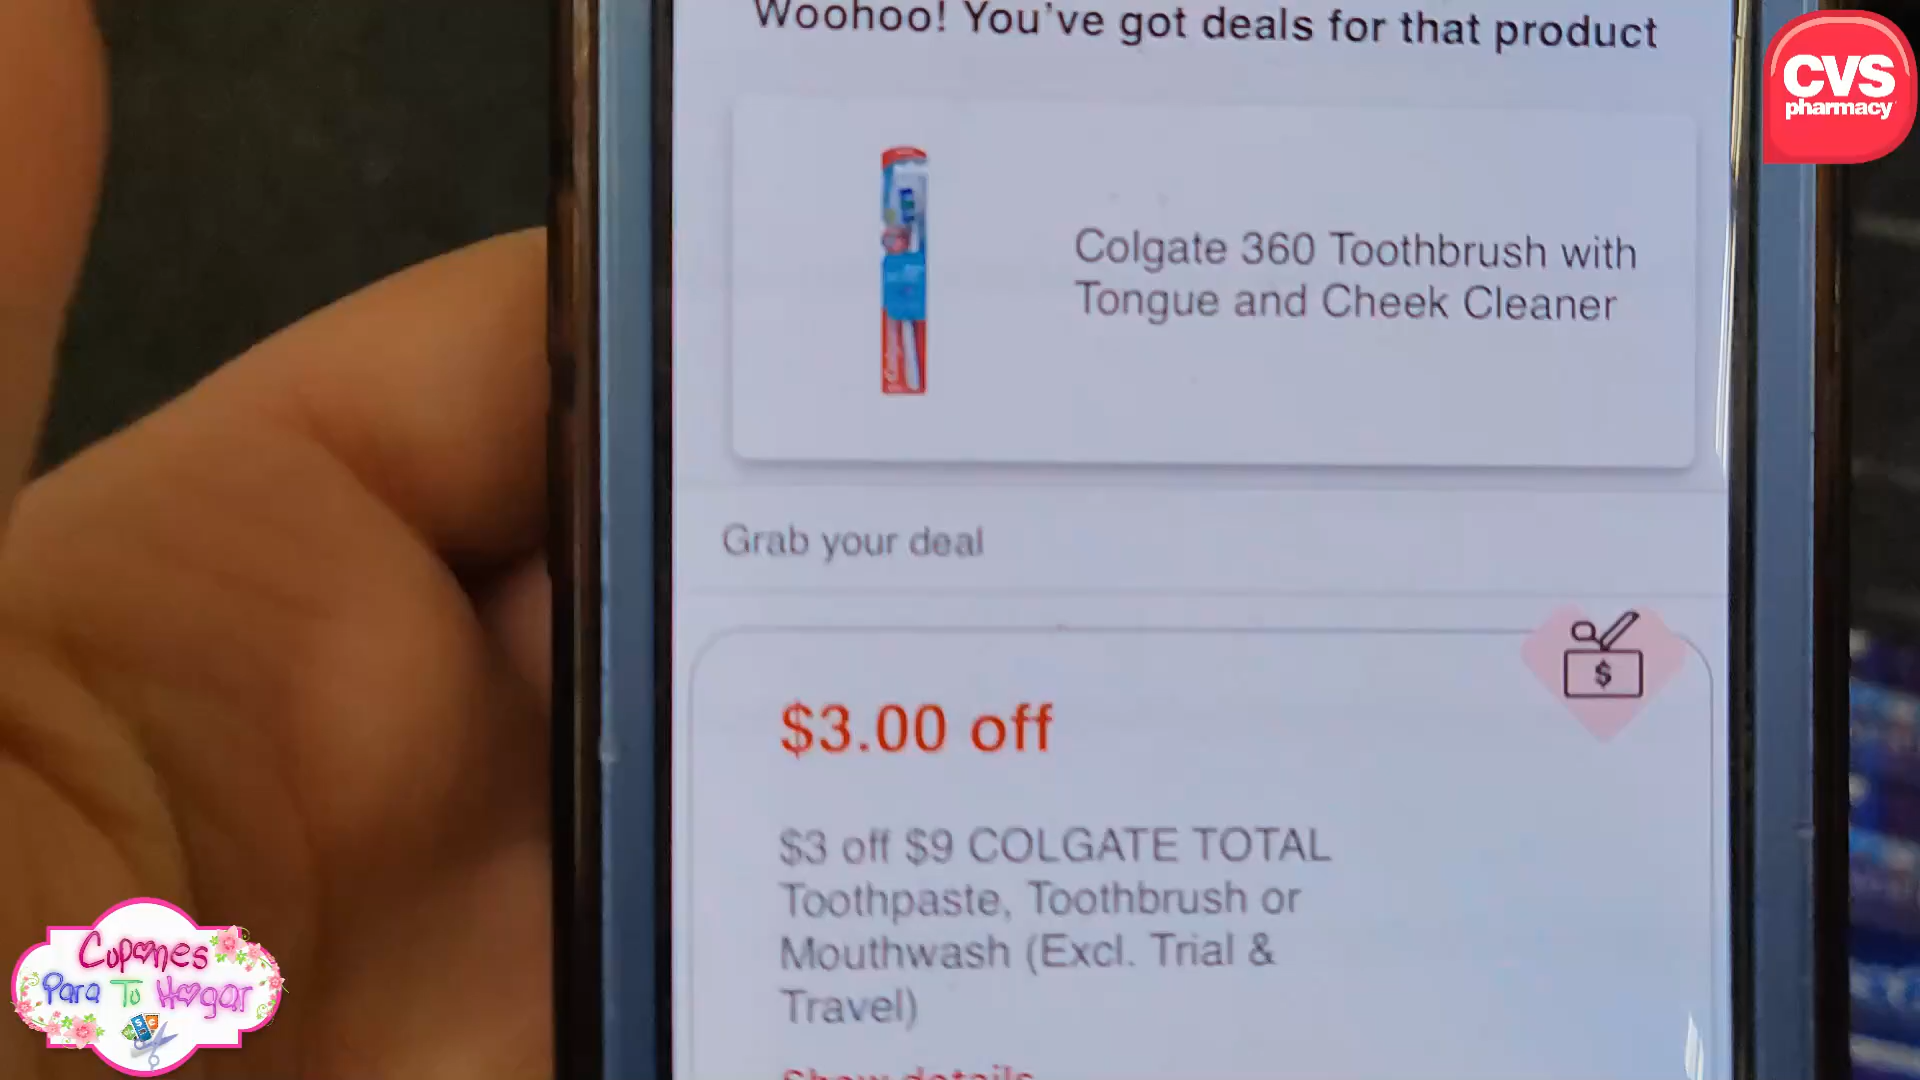 Woohoo! You've got deals for that product
CVS
pharmacy
Colgate 360 Toothbrush with
Tongue and Cheek Cleaner
Grab your deal
$3.00 off
$
$3 off $9 COLGATE TOTAL
Toothpaste, Toothbrush or
Mouthwash (Excl. Trial &
Travel)
Show details
Cupones
Para Tu Hogar